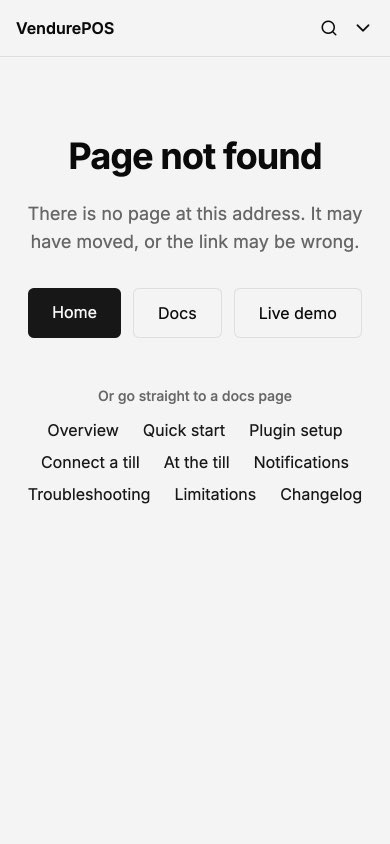 VendurePOS
Page not found
There is no page at this address. It may
have moved, or the link may be wrong.
Home Docs Live demo
Or go straight to a docs page
Overview Quick start Plugin setup
Connect a till At the till Notifications
Troubleshooting Limitations Changelog